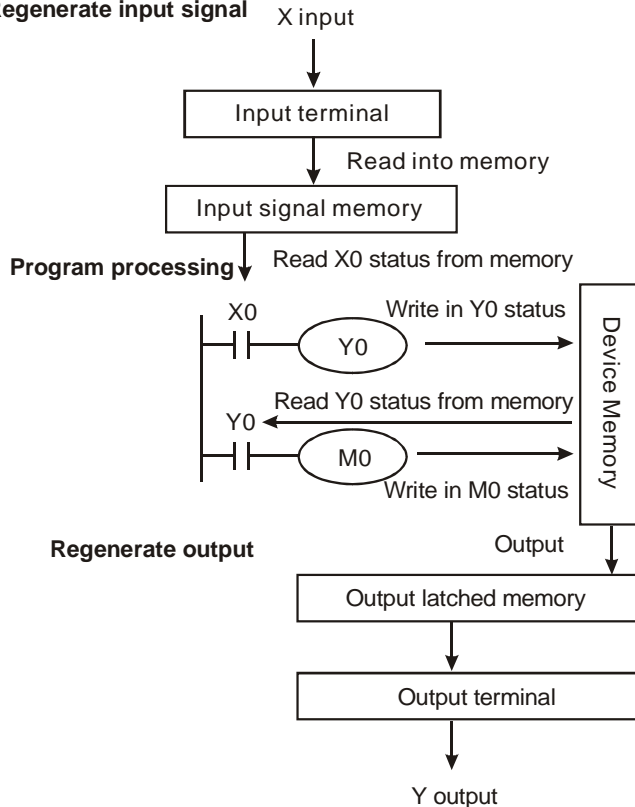 egenerate input signal
X input
Input terminal
Read into memory
Input signal memory
Read X0 status from memory
Program processing
X0
Write in Y0 status
Y0
Device Memory
Read Y0 status from memory
Y0
M0
Write in M0 status
Regenerate output
Output
Output latched memory
Output terminal
Y output